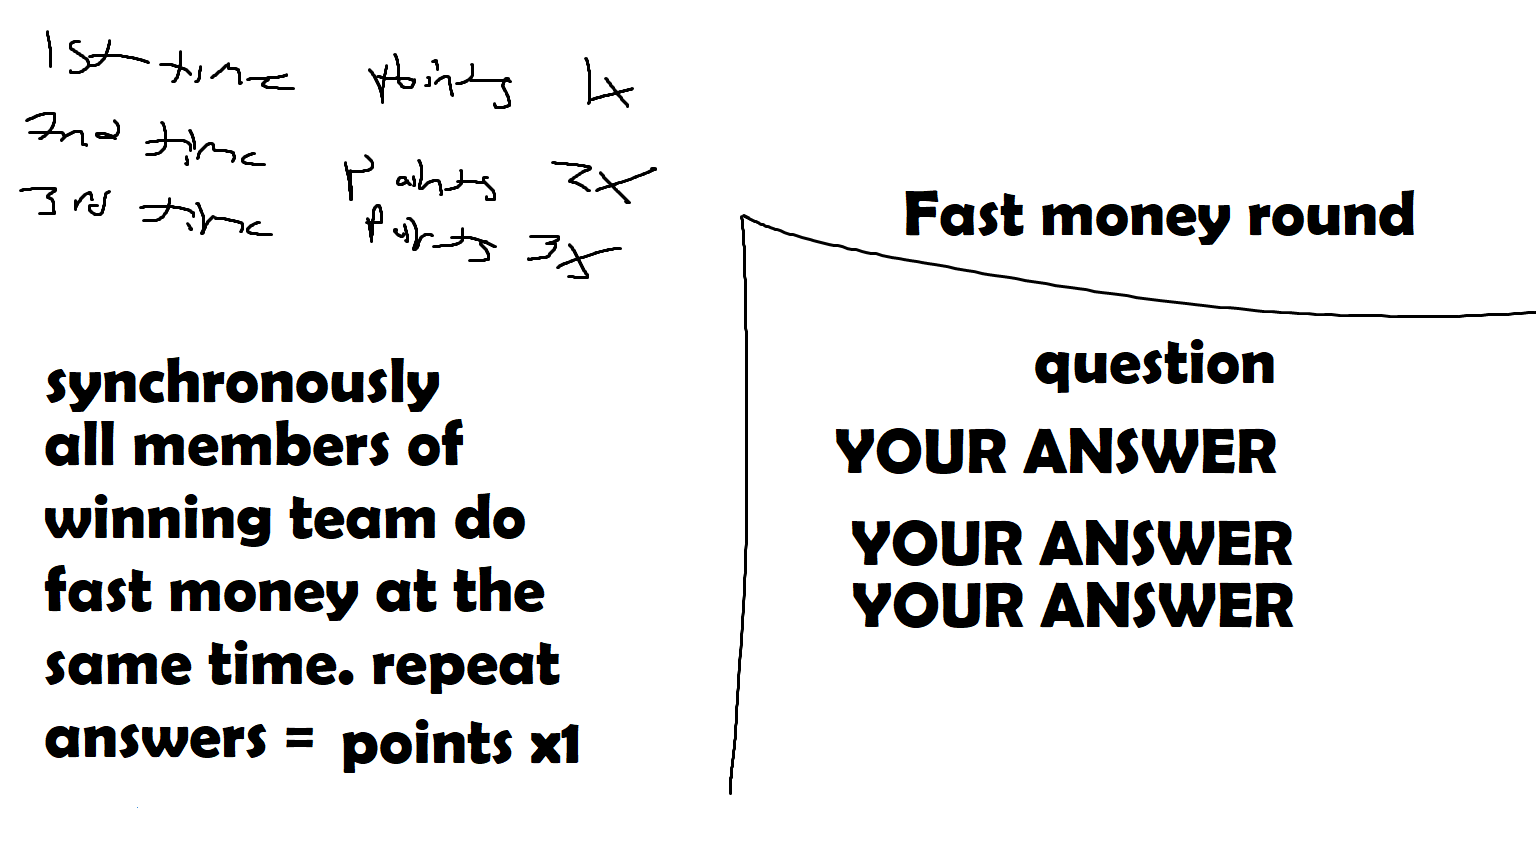 1st time points 1x
2nd time points 2x
3rd time points 3x
synchronously
all members of
winning team do
fast money at the
same time. repeat
answers = points x1
Fast money round
question
YOUR ANSWER
YOUR ANSWER
YOUR ANSWER